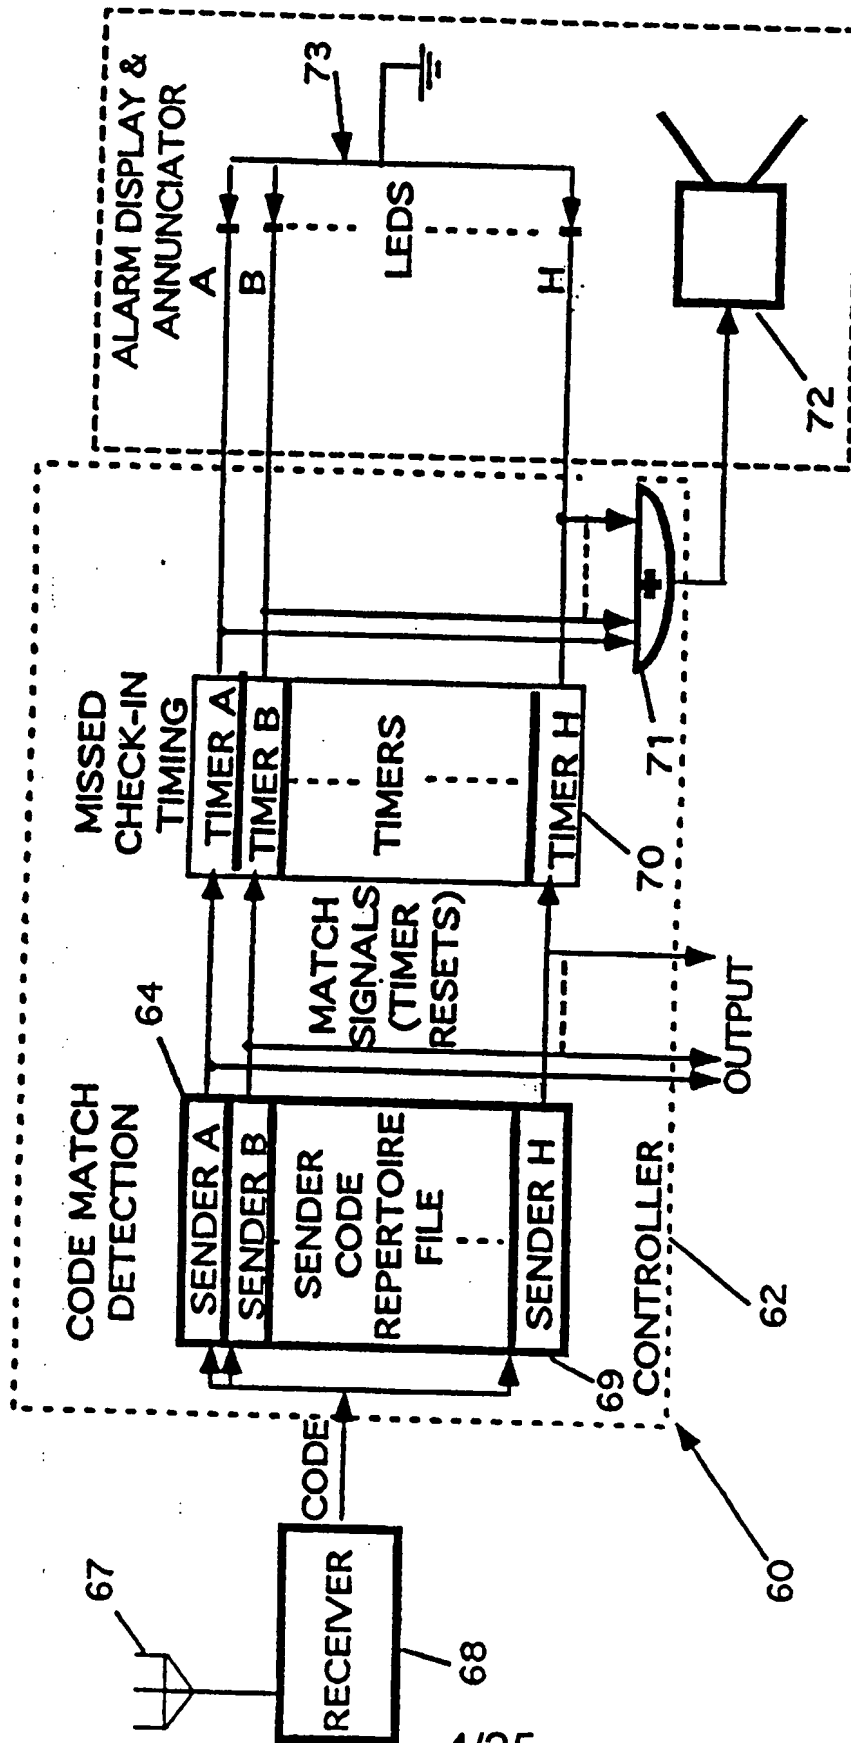 ALARM DISPLAY &
ANNUNCIATOR
A
B
H
LEDS
73
72
MISSED
CHECK-IN
TIMING
TIMER A
TIMER B
TIMERS
TIMER H
70
71
MATCH
SIGNALS
(TIMER
RESETS)
OUTPUT
64
CODE MATCH
DETECTION
SENDER A
SENDER B
SENDER
CODE
REPERTOIRE
FILE
SENDER H
69
CONTROLLER
62
60
CODE
67
RECEIVER
68